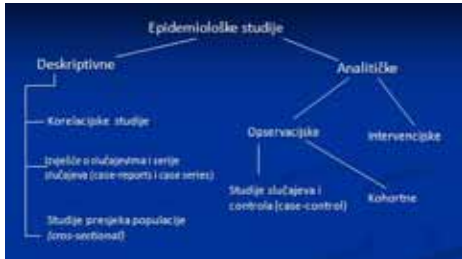 Epidemiološke studije
Deskriptivne
Analitičke
Korelacijske studije
Opservacijske
Intervencijske
Izvješće o slučajevima i serije
slučajeva (case-reports i case series)
Studije slučajeva i
controla (case-control)
Kohortne
Studije presjeka populacije
(cros-sectional)